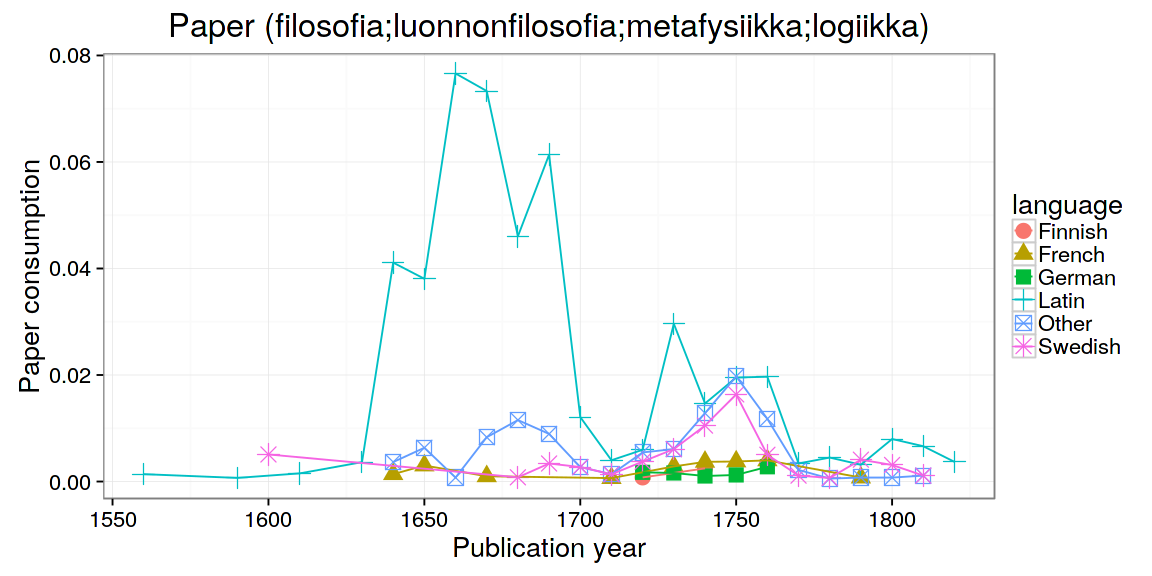 Paper (filosofia;luonnonfilosofia;metafysiikka;logiikka)
0.08
0.06
0.04
0.02
0.00
Paper consumption
1550 1600 1650 1700 1750 1800
Publication year
language
Finnish
French
German
Latin
Other
Swedish